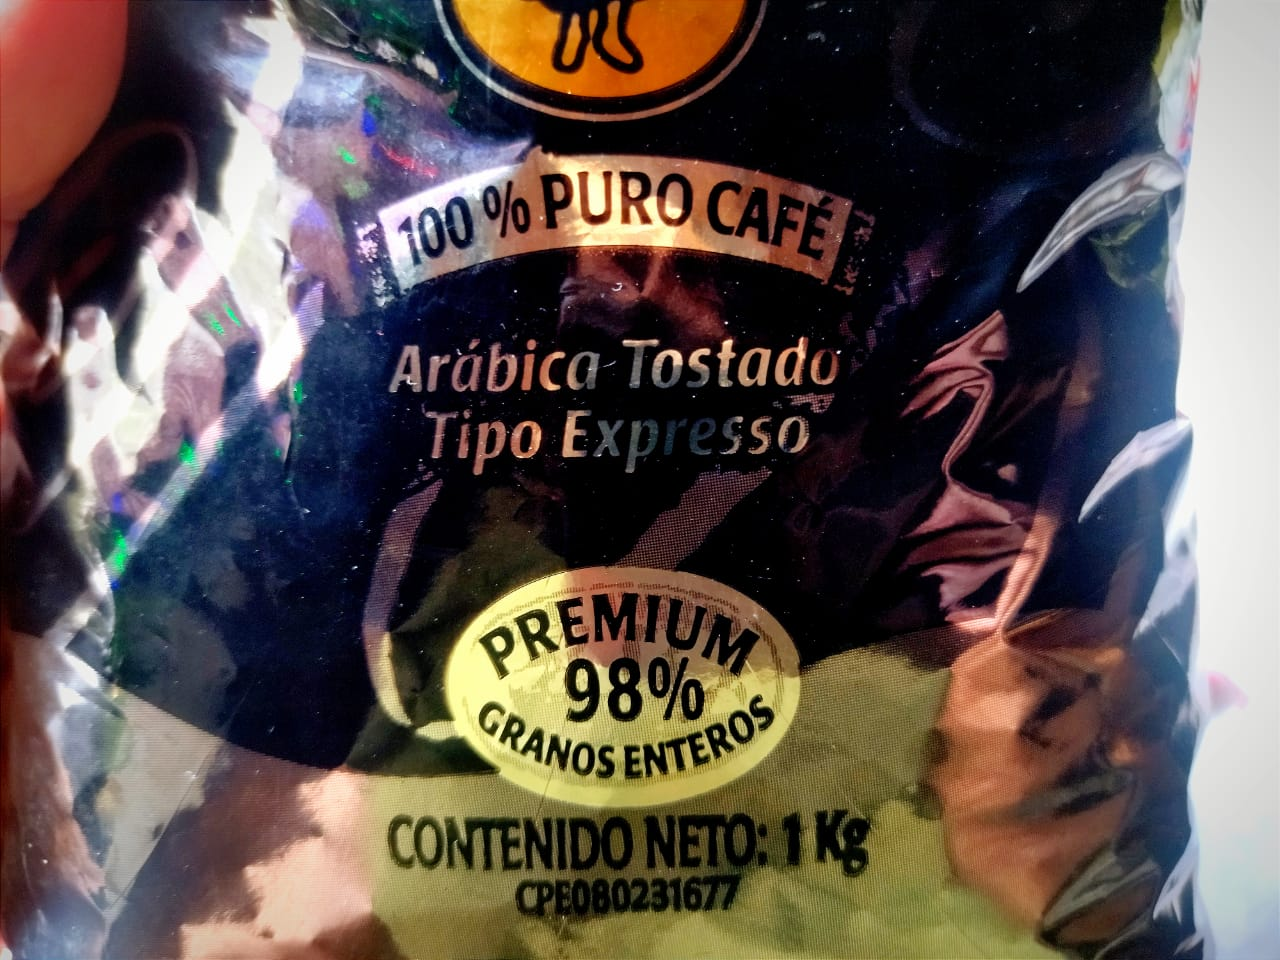 100 % PURO CAFÉ
Arábica Tostado
Tipo Expresso
PREMIUM
98%
GRANOS ENTEROS
CONTENIDO NETO: 1 Kg
CPE080231677